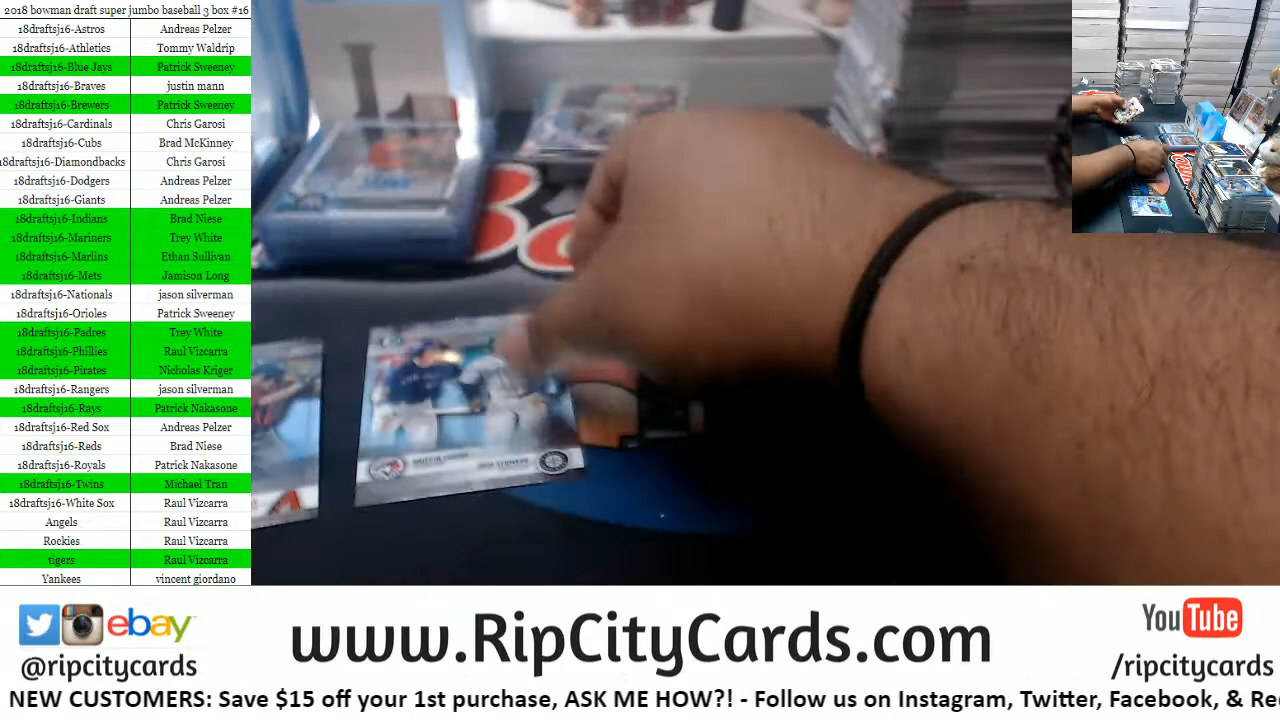 2018 bowman draft super jumbo baseball 3 box #16
18draftsj16-Astros Andreas Pelzer
18draftsj16-Athletics Tommy Waldrip
18draftsj16-Blue Jays Patrick Sweeney
18draftsj16-Braves justin mann
18draftsj16-Brewers Patrick Sweeney
18draftsj16-Cardinals Chris Garosi
18draftsj16-Cubs Brad McKinney
18draftsj16-Diamondbacks Chris Garosi
18draftsj16-Dodgers Andreas Pelzer
18draftsj16-Giants Andreas Pelzer
18draftsj16-Indians Brad Niese
18draftsj16-Mariners Trey White
18draftsj16-Marlins Ethan Sullivan
18draftsj16-Mets Jamison Long
18draftsj16-Nationals jason silverman
18draftsj16-Orioles Patrick Sweeney
18draftsj16-Padres Trey White
18draftsj16-Phillies Raul Vizcarra
18draftsj16-Pirates Nicholas Kriger
18draftsj16-Rangers jason silverman
18draftsj16-Rays Patrick Nakasone
18draftsj16-Red Sox Andreas Pelzer
18draftsj16-Reds Brad Niese
18draftsj16-Royals Patrick Nakasone
18draftsj16-Twins Michael Tran
18draftsj16-White Sox Raul Vizcarra
Angels Raul Vizcarra
Rockies Raul Vizcarra
tigers Raul Vizcarra
Yankees vincent giordano
ebay
@ripcitycards
www.RipCityCards.com
YouTube
/ripcitycards
NEW CUSTOMERS: Save $15 off your 1st purchase, ASK ME HOW?! - Follow us on Instagram, Twitter, Facebook, & Re